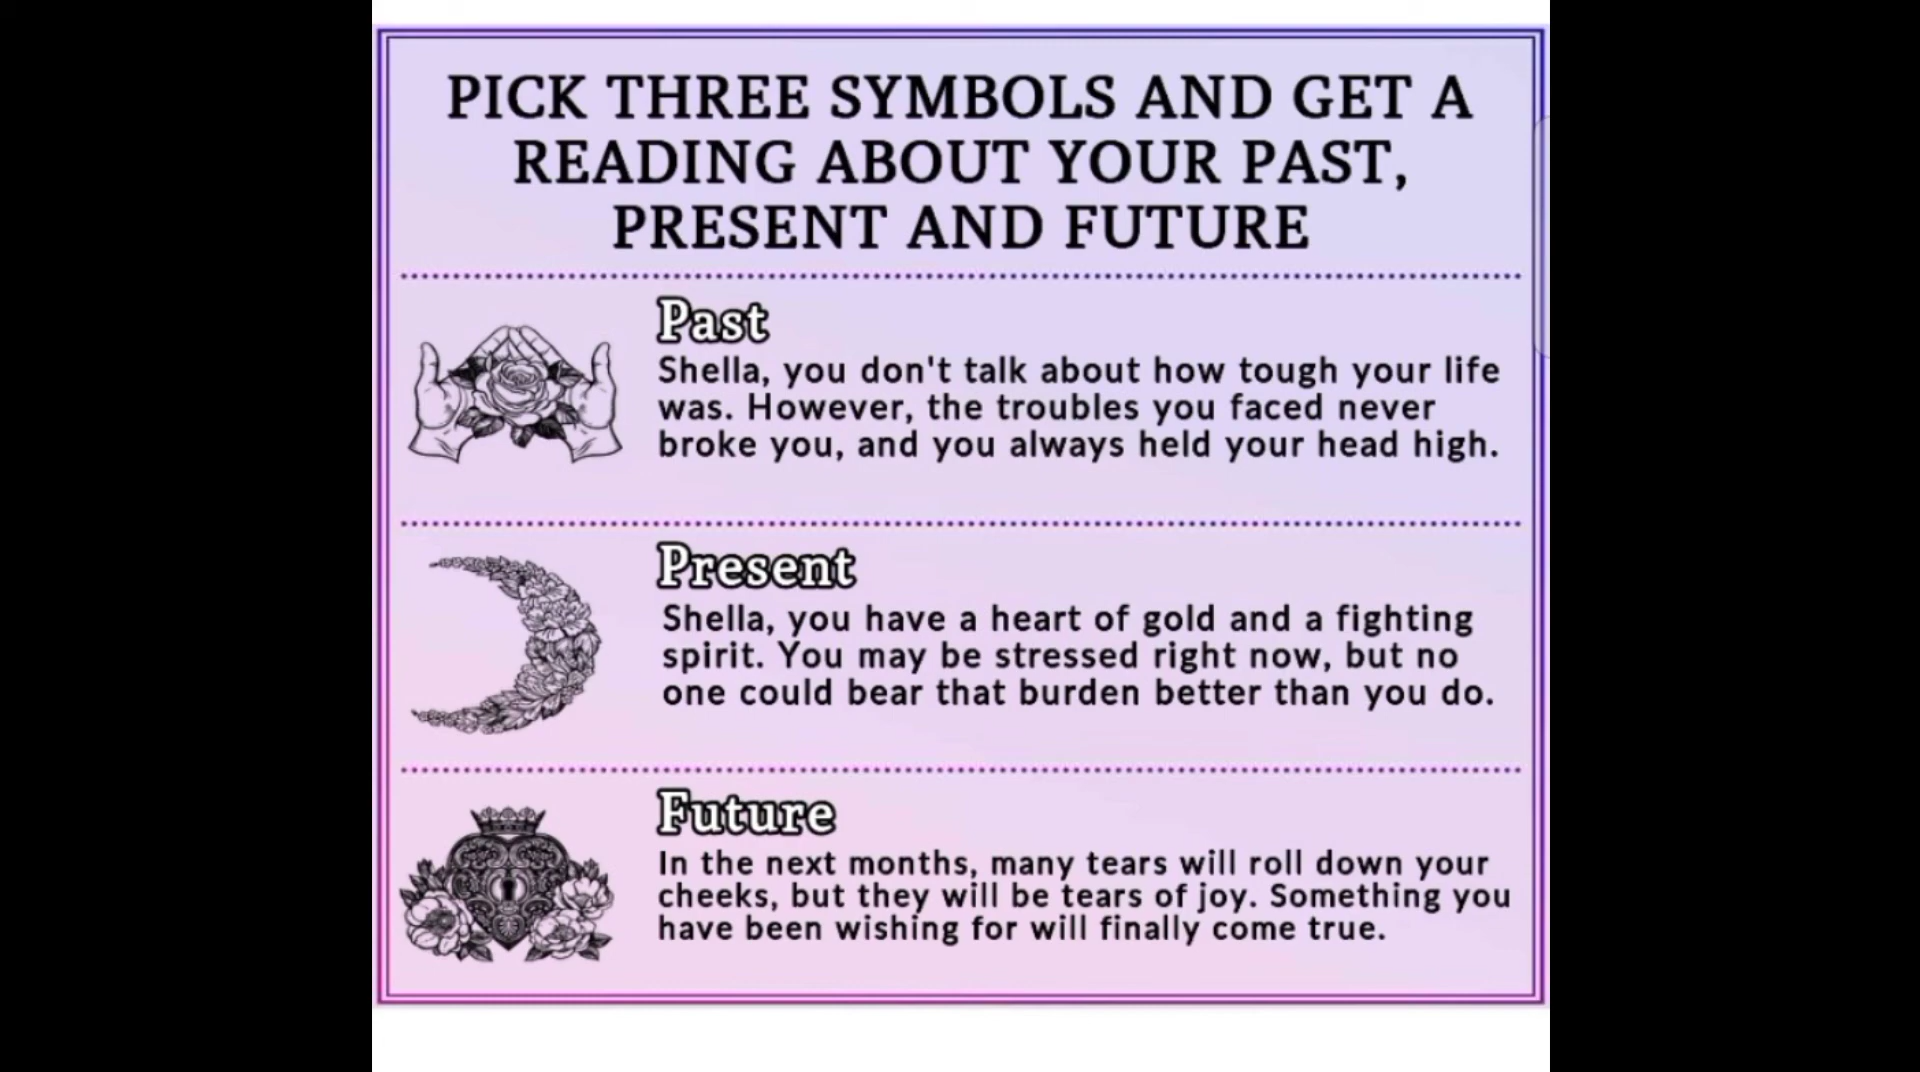 PICK THREE SYMBOLS AND GET A
READING ABOUT YOUR PAST,
PRESENT AND FUTURE
Past
Shella, you don't talk about how tough your life
was. However, the troubles you faced never
broke you, and you always held your head high.
Present
Shella, you have a heart of gold and a fighting
spirit. You may be stressed right now, but no
one could bear that burden better than you do.
Future
In the next months, many tears will roll down your
cheeks, but they will be tears of joy. Something you
have been wishing for will finally come true.